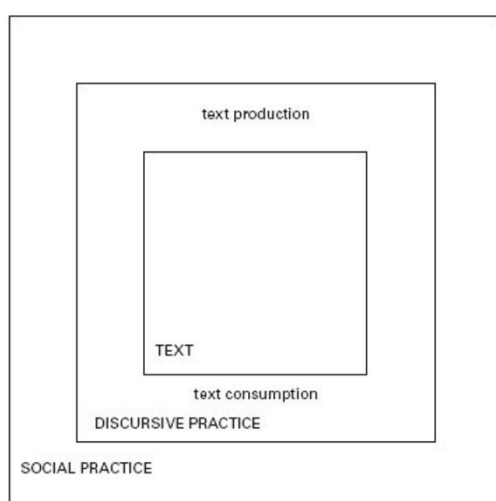 text production
TEXT
text consumption
DISCURSIVE PRACTICE
SOCIAL PRACTICE